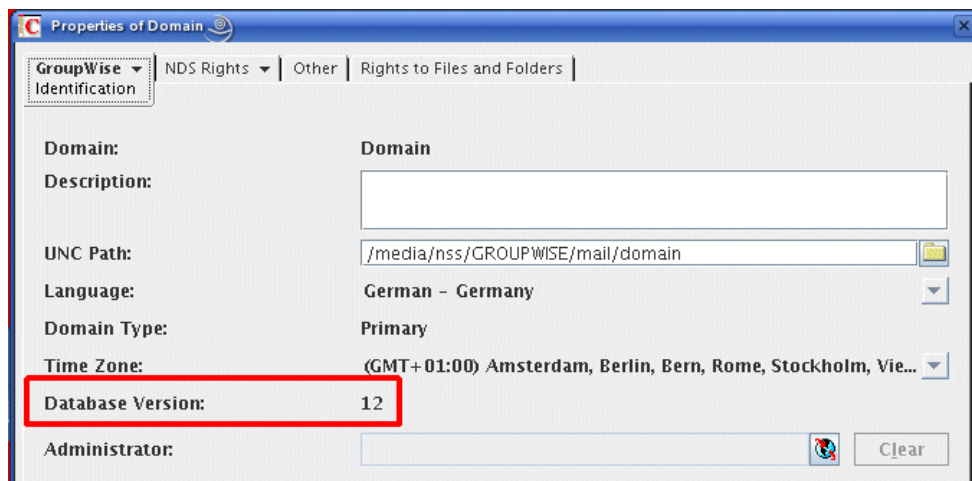 Properties of Domain
GroupWise NDS Rights Other Rights to Files and Folders
Identification
Domain: Domain
Description:
UNC Path: /media/nss/GROUPWISE/mail/domain
Language: German - Germany
Domain Type: Primary
Time Zone: (GMT+01:00) Amsterdam, Berlin, Bern, Rome, Stockholm, Vie...
Database Version: 12
Administrator: Clear